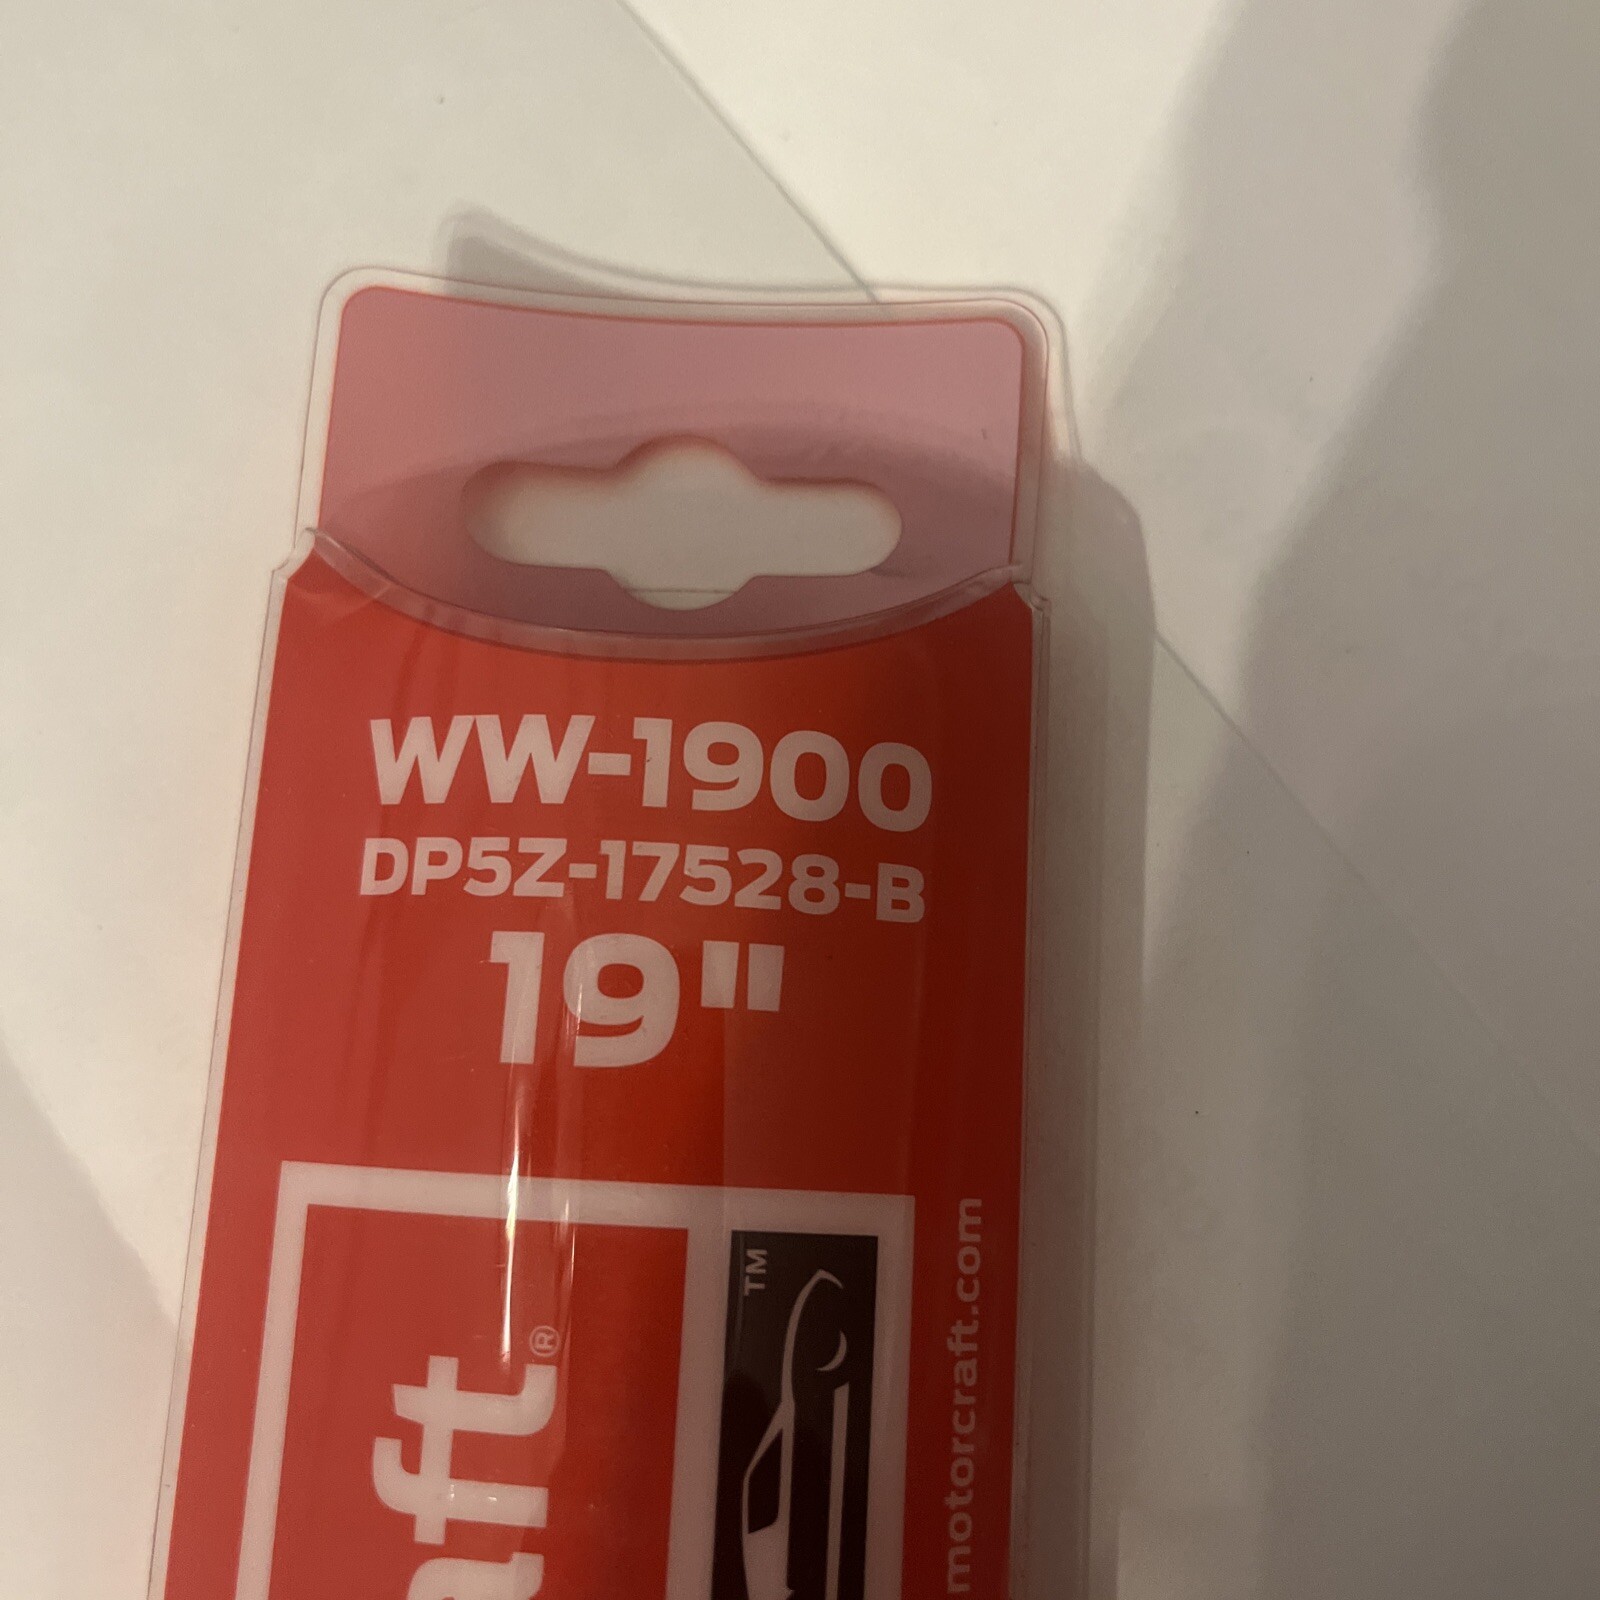 WW-1900
DP5Z-17528-B
19"
aft®
TM
motorcraft.com